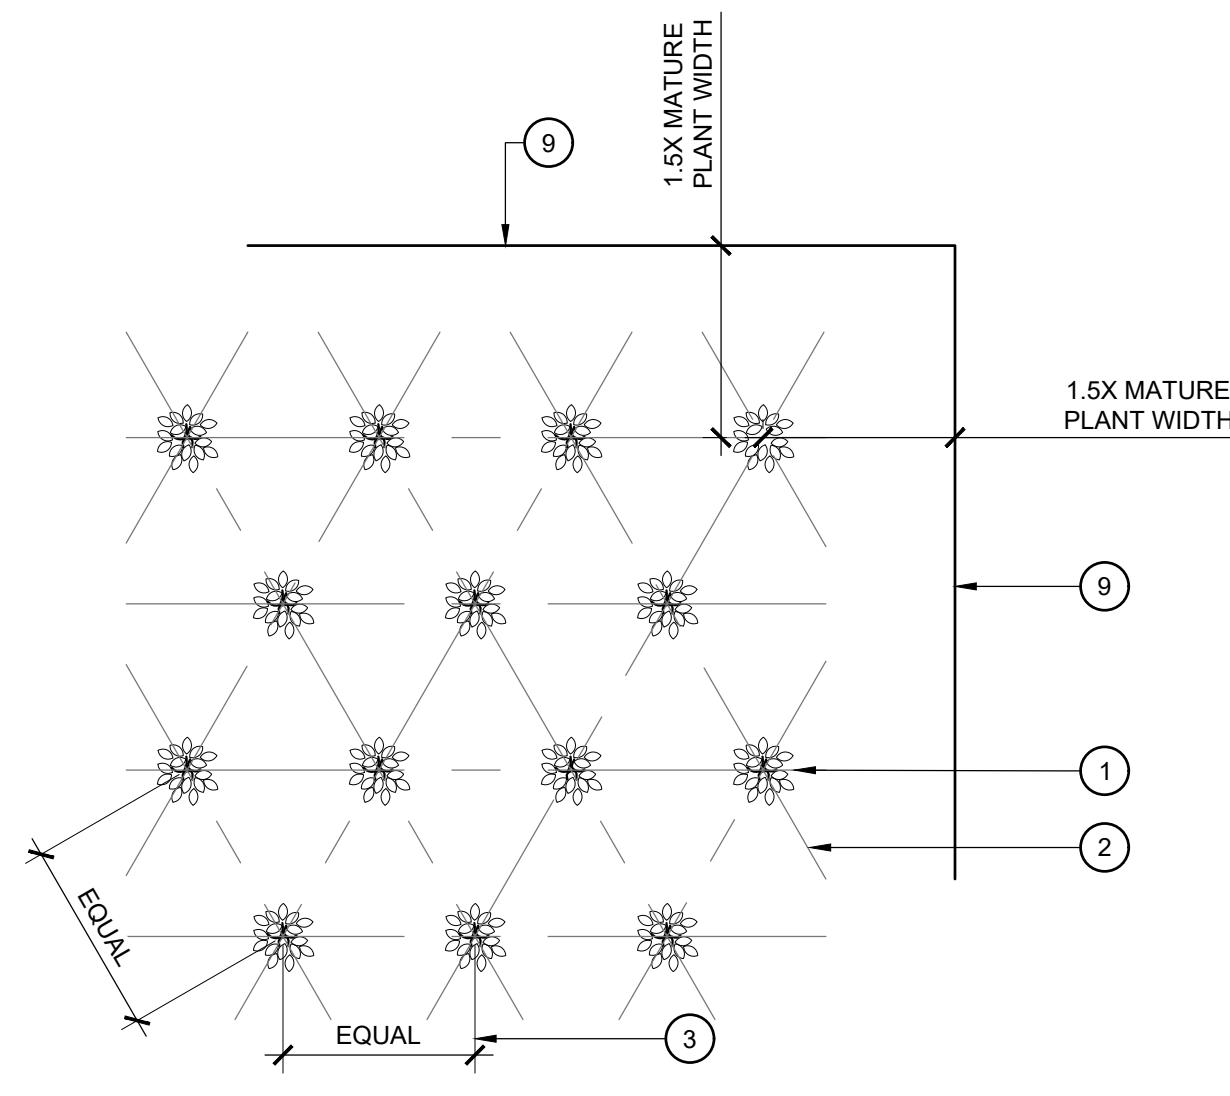 1.5X MATURE
PLANT WIDTH
9
1.5X MATURE
PLANT WIDTH
9
1
2
EQUAL
EQUAL
3